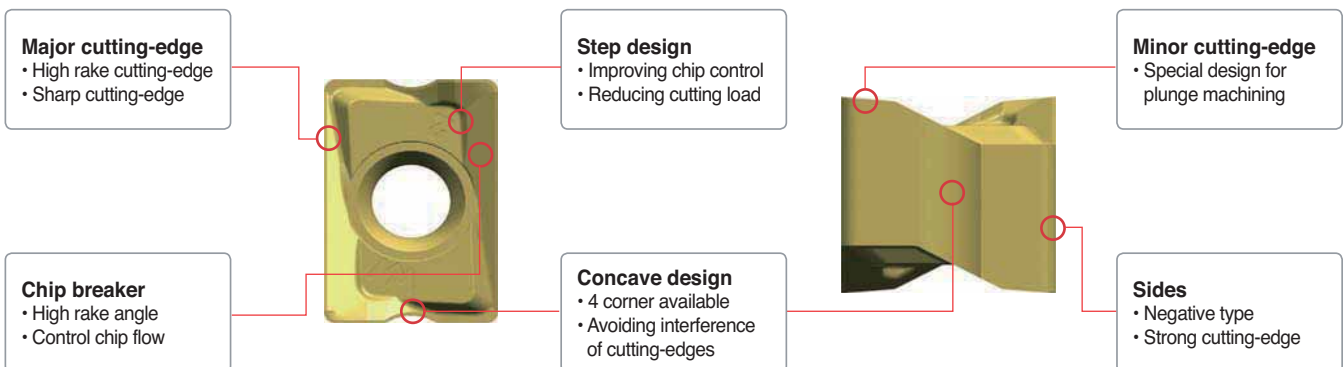 Major cutting-edge
• High rake cutting-edge
• Sharp cutting-edge
Step design
• Improving chip control
• Reducing cutting load
Minor cutting-edge
• Special design for
plunge machining
Chip breaker
• High rake angle
• Control chip flow
Concave design
• 4 corner available
• Avoiding interference
of cutting-edges
Sides
• Negative type
• Strong cutting-edge